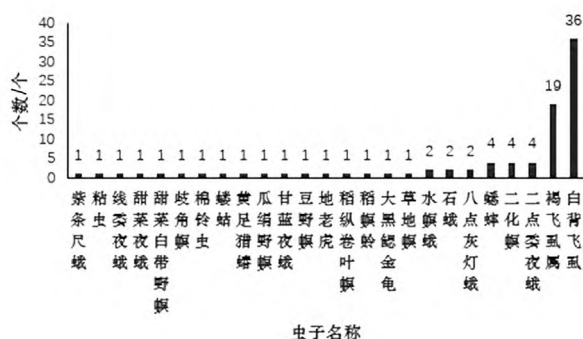 个数/个
40
35
30
25
20
15
10
5
0
1 1 1 1 1 1 1 1 1 1 1 1 1 1 1 1 1 2 2 2 4 4 4 19 36
紫条尺蛾
粘虫
线委夜蛾
甜菜夜蛾
甜菜白带野螟
歧角螟
棉铃虫
蝼蛄
黄足猎蝽
瓜绢野螟
甘蓝夜蛾
豆野螟
地老虎
稻纵卷叶螟
稻螟蛉
大黑鳃金龟
草地螟
水螟蛾
石蛾
八点灰灯蛾
蟋蟀
二化螟
二点委夜蛾
褐飞虱属
白背飞虱
虫子名称